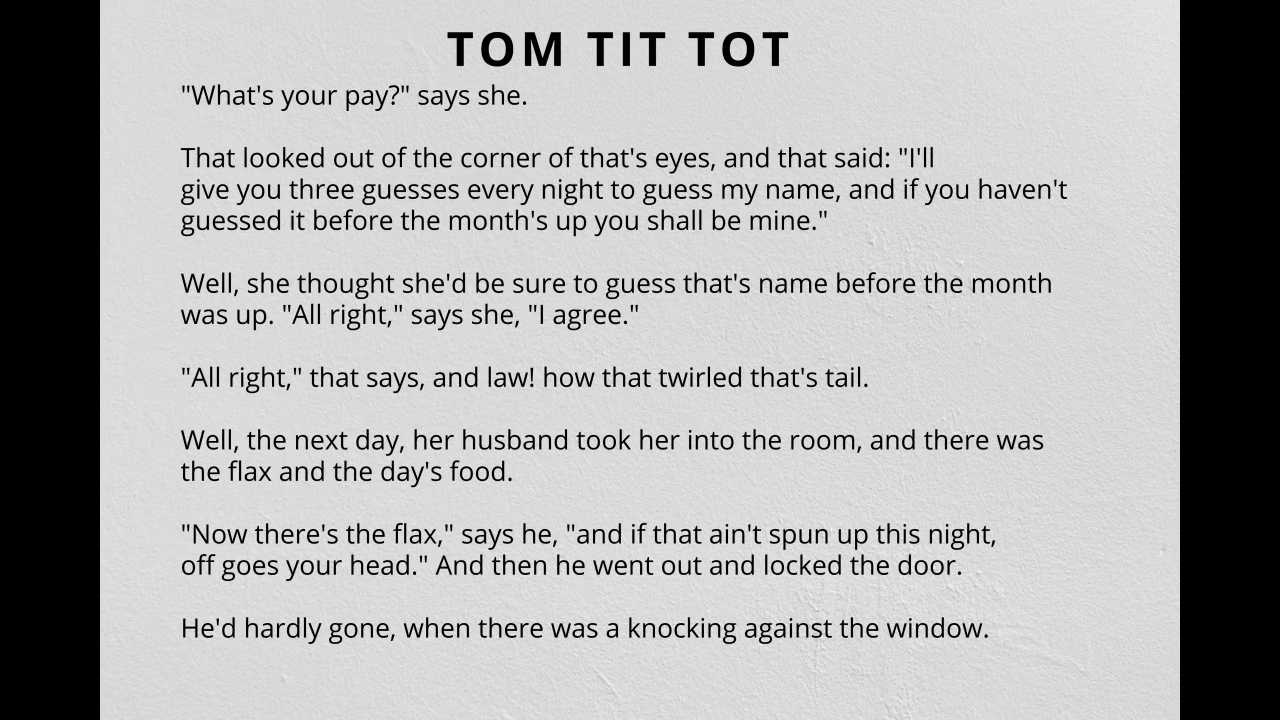 TOM TIT TOT
"What's your pay?" says she.
That looked out of the corner of that's eyes, and that said: "I'll
give you three guesses every night to guess my name, and if you haven't
guessed it before the month's up you shall be mine."
Well, she thought she'd be sure to guess that's name before the month
was up. "All right," says she, "I agree."
"All right," that says, and law! how that twirled that's tail.
Well, the next day, her husband took her into the room, and there was
the flax and the day's food.
"Now there's the flax," says he, "and if that ain't spun up this night,
off goes your head." And then he went out and locked the door.
He'd hardly gone, when there was a knocking against the window.